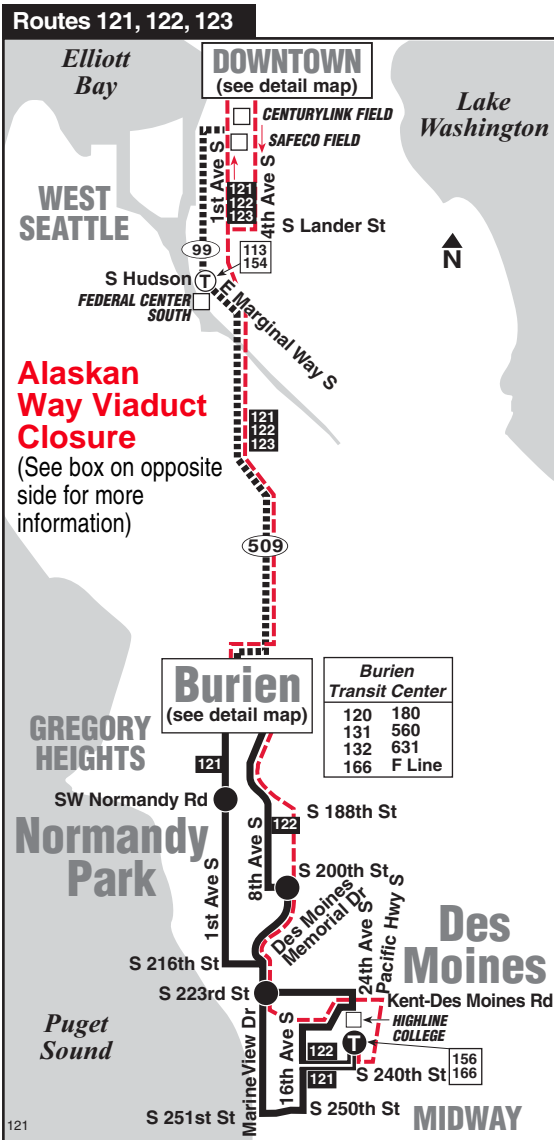 Routes 121, 122, 123
Elliott
Bay
DOWNTOWN
(see detail map)
Lake
Washington
CENTURYLINK FIELD
SAFECO FIELD
1st Ave S
4th Ave S
121
122
123
S Lander St
WEST
SEATTLE
99
113
154
N
S Hudson
T
FEDERAL CENTER
SOUTH
E Marginal Way S
Alaskan
Way Viaduct
Closure
(See box on opposite
side for more
information)
121
122
123
509
Burien
(see detail map)
Burien
Transit Center
120 180
131 560
132 631
166 F Line
GREGORY
HEIGHTS
121
SW Normandy Rd
Normandy
Park
1st Ave S
8th Ave S
122
S 188th St
S 200th St
Des Moines
Memorial Dr
24th Ave S
Pacific Hwy S
Des
Moines
S 216th St
S 223rd St
Kent-Des Moines Rd
HIGHLINE
COLLEGE
T
Puget
Sound
Marine View Dr
16th Ave S
122
121
S 240th St
156
166
S 251st St
S 250th St
MIDWAY
121